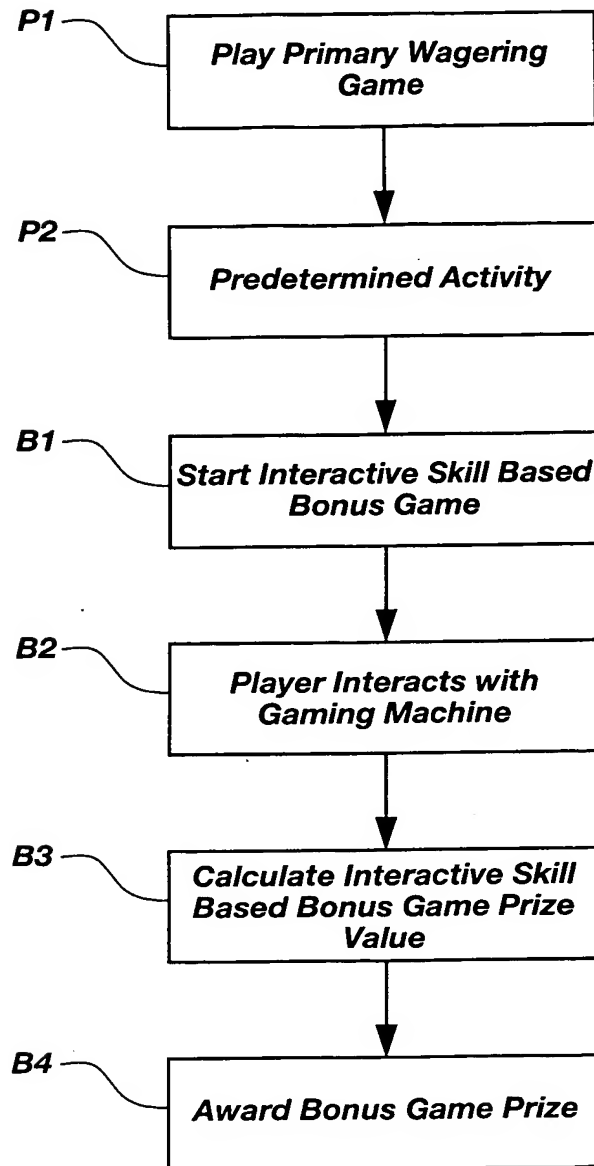 P1
Play Primary Wagering
Game
P2
Predetermined Activity
B1
Start Interactive Skill Based
Bonus Game
B2
Player Interacts with
Gaming Machine
B3
Calculate Interactive Skill
Based Bonus Game Prize
Value
B4
Award Bonus Game Prize